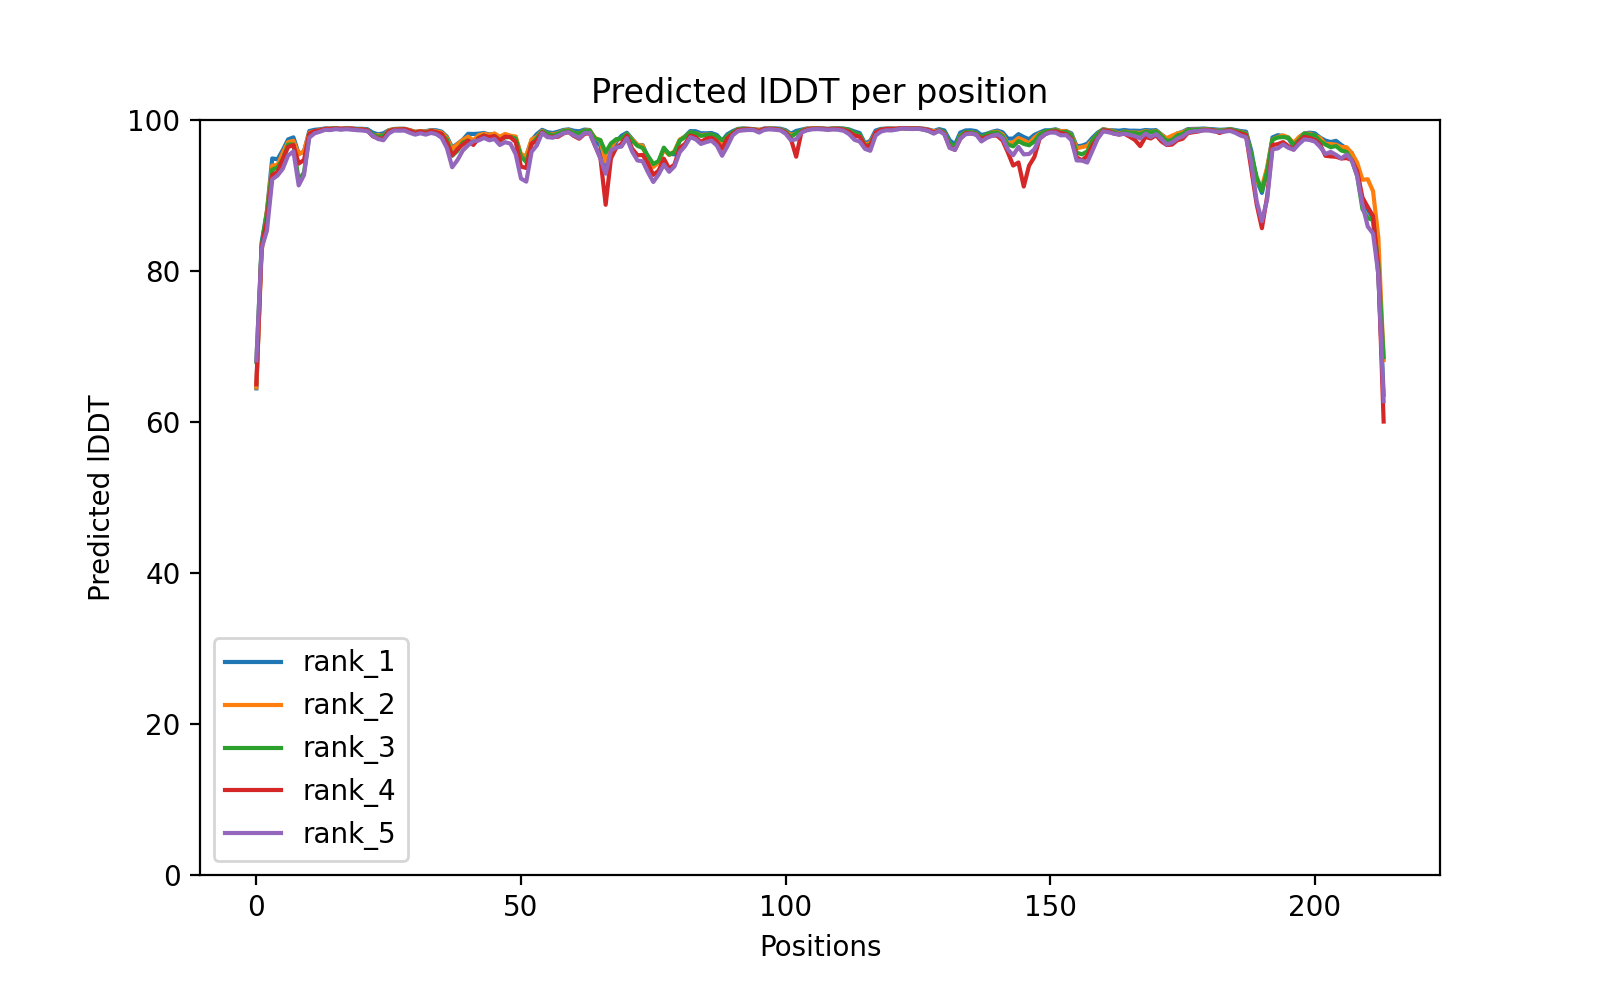 Predicted lDDT per position
100
80
60
40
20
0
Predicted lDDT
rank_1
rank_2
rank_3
rank_4
rank_5
0 50 100 150 200
Positions